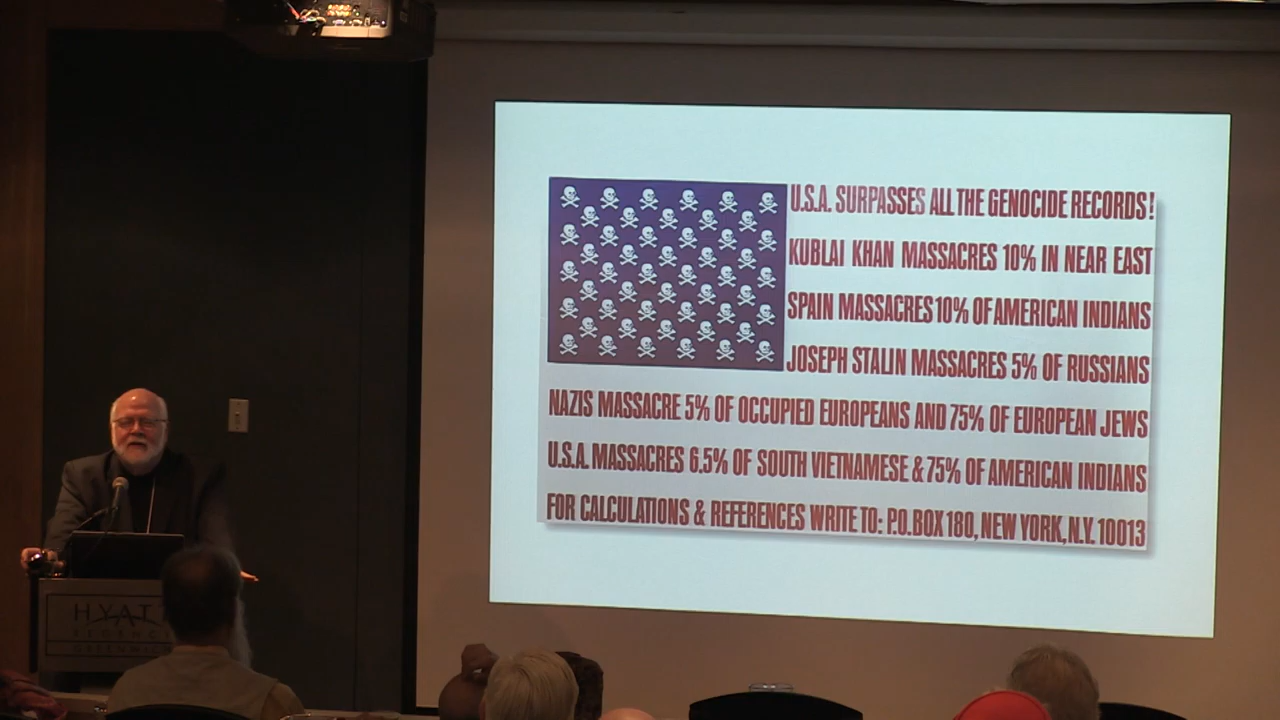 U.S.A. SURPASSES ALL THE GENOCIDE RECORDS!
KUBLAI KHAN MASSACRES 10% IN NEAR EAST
SPAIN MASSACRES 10% OF AMERICAN INDIANS
JOSEPH STALIN MASSACRES 5% OF RUSSIANS
NAZIS MASSACRE 5% OF OCCUPIED EUROPEANS AND 75% OF EUROPEAN JEWS
U.S.A. MASSACRES 6.5% OF SOUTH VIETNAMESE & 75% OF AMERICAN INDIANS
FOR CALCULATIONS & REFERENCES WRITE TO: P.O. BOX 180, NEW YORK, N.Y. 10013
HYATT
REGENCY